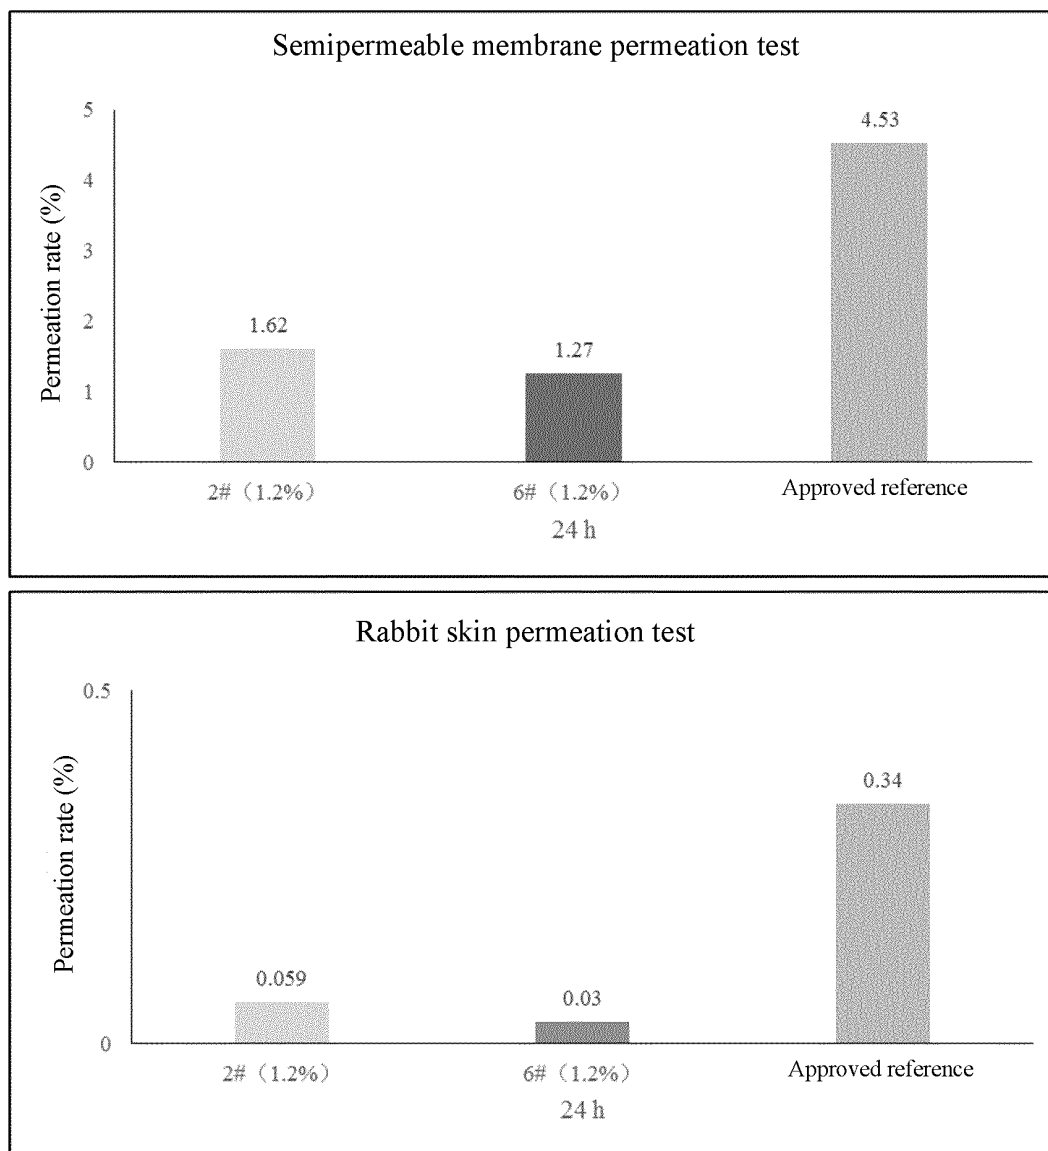 Semipermeable membrane permeation test
Permeation rate (%)
5
4
3
2
1
0
1.62
1.27
4.53
2#（1.2%）
6#（1.2%）
Approved reference
24 h
Rabbit skin permeation test
Permeation rate (%)
0.5
0
0.059
0.03
0.34
2#（1.2%）
6#（1.2%）
Approved reference
24 h